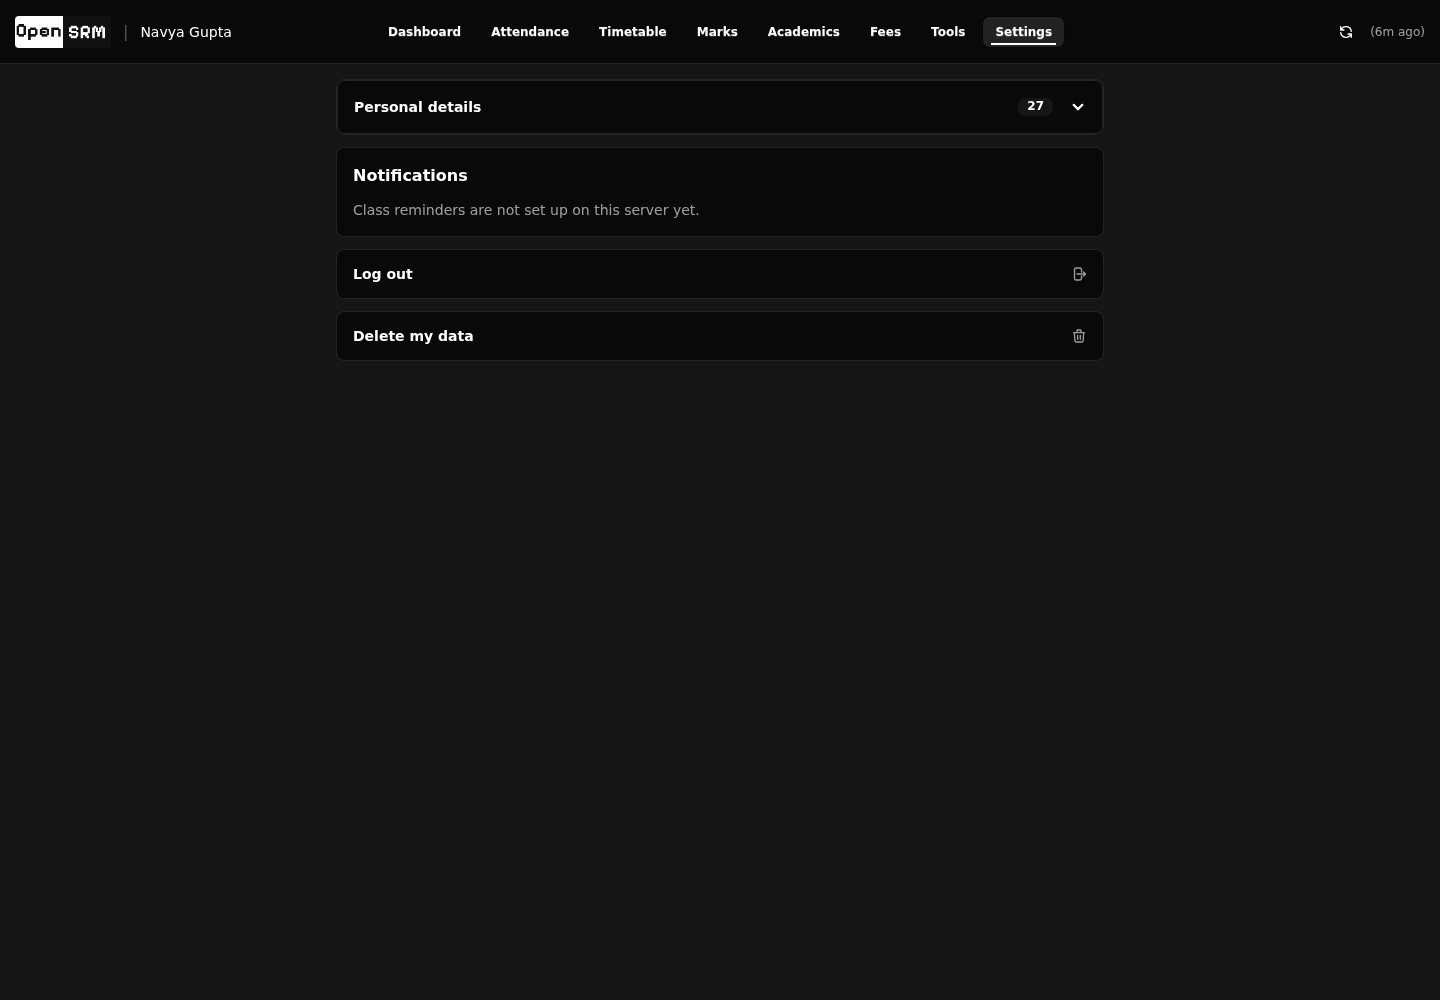 Open SRM | Navya Gupta
Dashboard Attendance Timetable Marks Academics Fees Tools Settings
(6m ago)
Personal details 27
Notifications
Class reminders are not set up on this server yet.
Log out
Delete my data